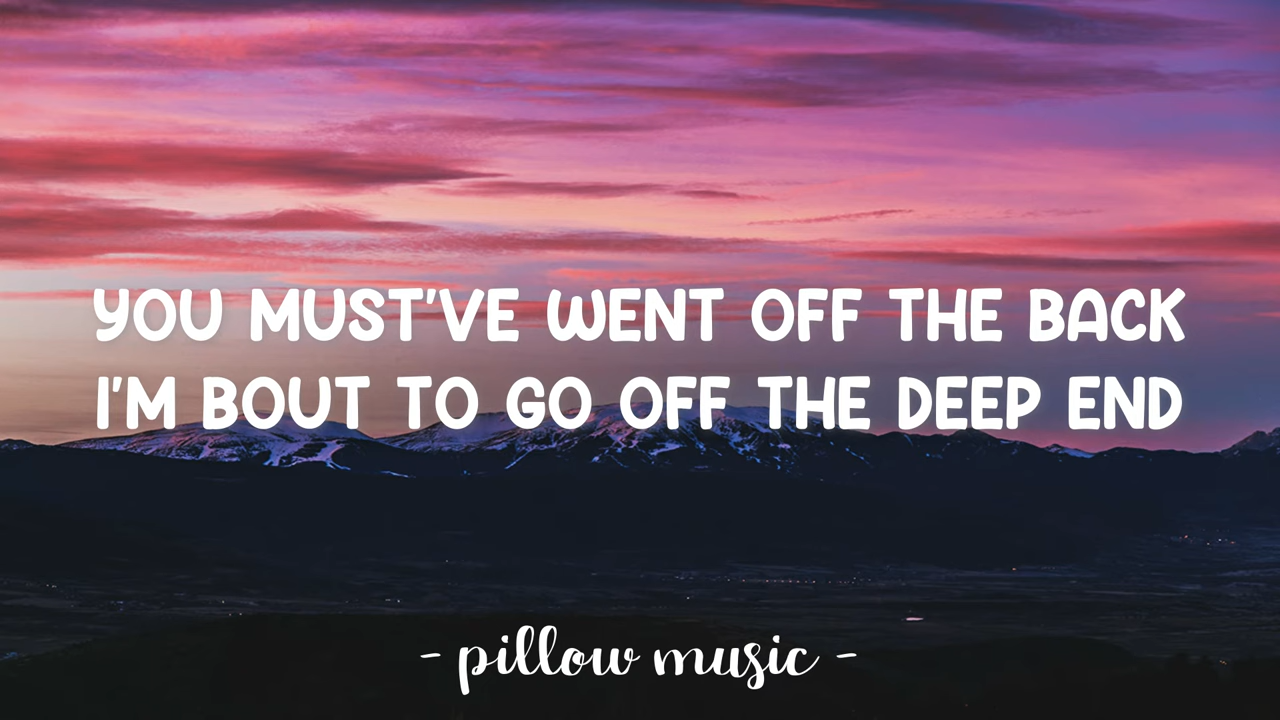 YOU MUST'VE WENT OFF THE BACK
I'M BOUT TO GO OFF THE DEEP END
- pillow music -